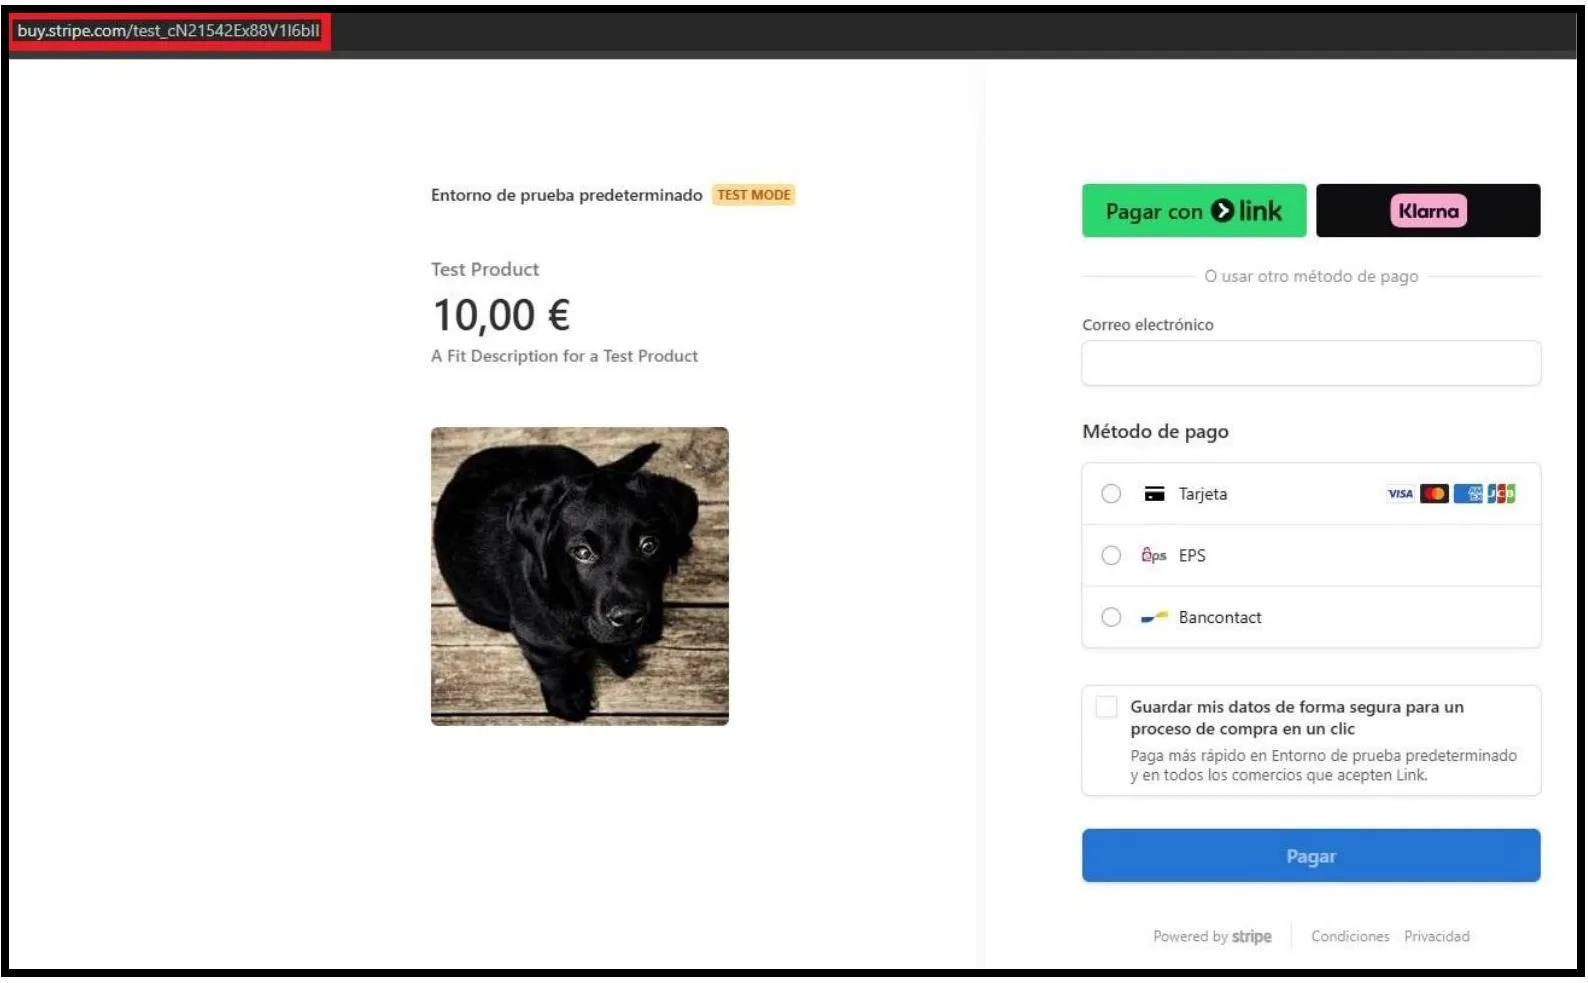 buy.stripe.com/test_cN21542Ex88V1I6bII
Entorno de prueba predeterminado TEST MODE
Test Product
10,00 €
A Fit Description for a Test Product
Pagar con link
Klarna
O usar otro método de pago
Correo electrónico
Método de pago
Tarjeta VISA AMEX JCB
eps EPS
Bancontact
Guardar mis datos de forma segura para un
proceso de compra en un clic
Paga más rápido en Entorno de prueba predeterminado
y en todos los comercios que acepten Link.
Pagar
Powered by stripe Condiciones Privacidad